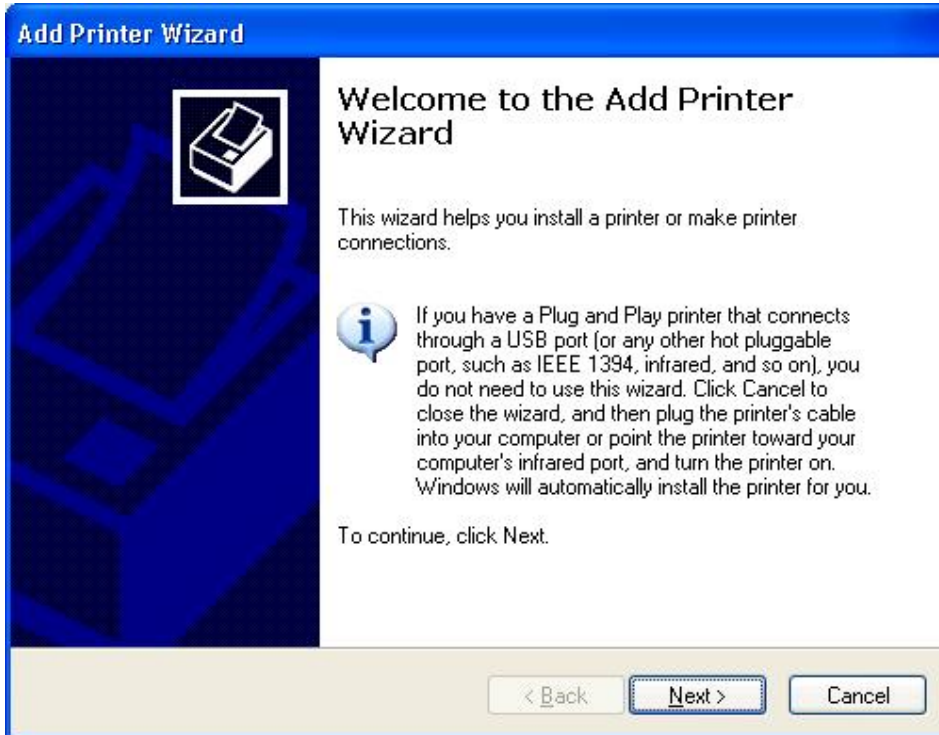 Add Printer Wizard
Welcome to the Add Printer
Wizard
This wizard helps you install a printer or make printer
connections.
If you have a Plug and Play printer that connects
through a USB port (or any other hot pluggable
port, such as IEEE 1394, infrared, and so on), you
do not need to use this wizard. Click Cancel to
close the wizard, and then plug the printer's cable
into your computer or point the printer toward your
computer's infrared port, and turn the printer on.
Windows will automatically install the printer for you.
To continue, click Next.
< Back Next > Cancel